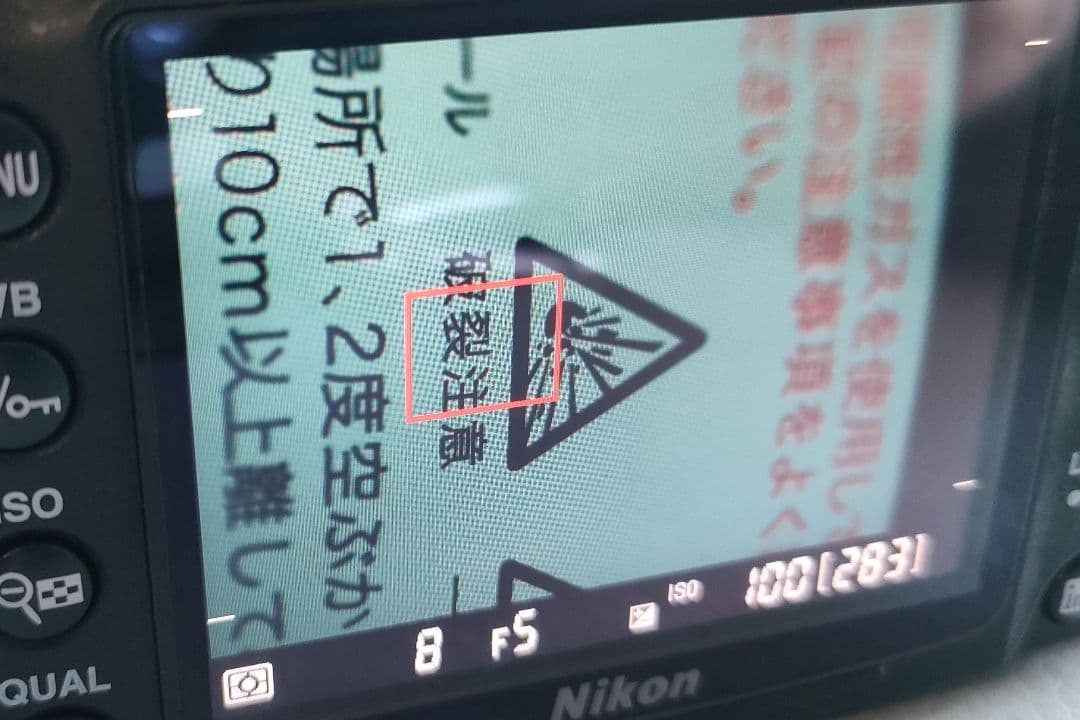 ガスを使用して
の注意事項をよく
ださい。
ール
破裂注意
場所で1、2度空ぶか
10cm以上離して
8 F5 ISO 100[283]
NU
ISO
QUAL
Nikon